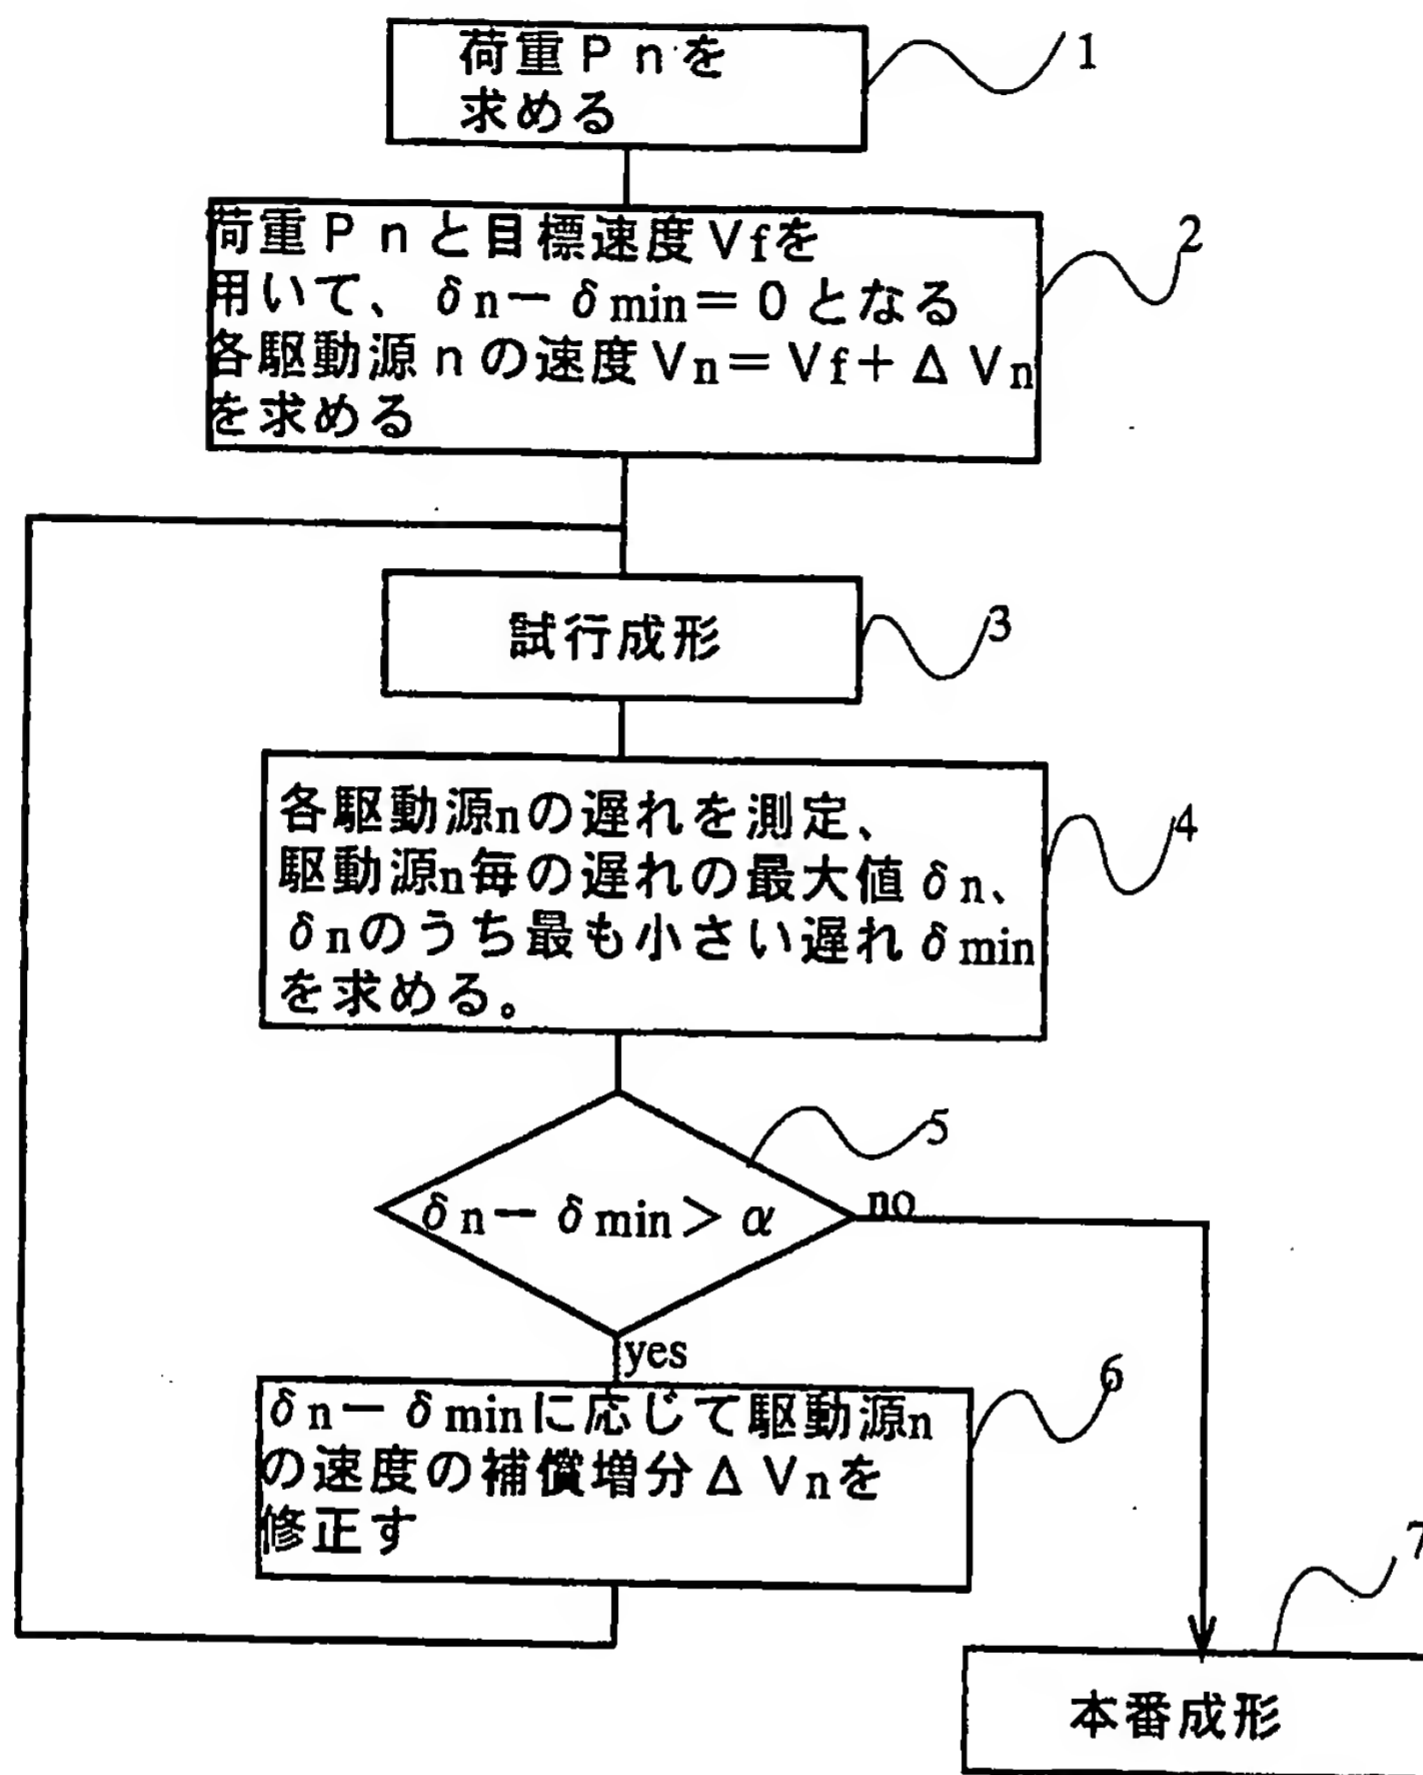 荷重Pnを
求める
1
荷重Pnと目標速度Vfを
用いて、δn－δmin＝0となる
各駆動源nの速度Vn＝Vf＋ΔVn
を求める
2
試行成形
3
各駆動源nの遅れを測定、
駆動源n毎の遅れの最大値δn、
δnのうち最も小さい遅れδmin
を求める。
4
δn－δmin＞α
5
no
yes
δn－δminに応じて駆動源n
の速度の補償増分ΔVnを
修正す
6
本番成形
7